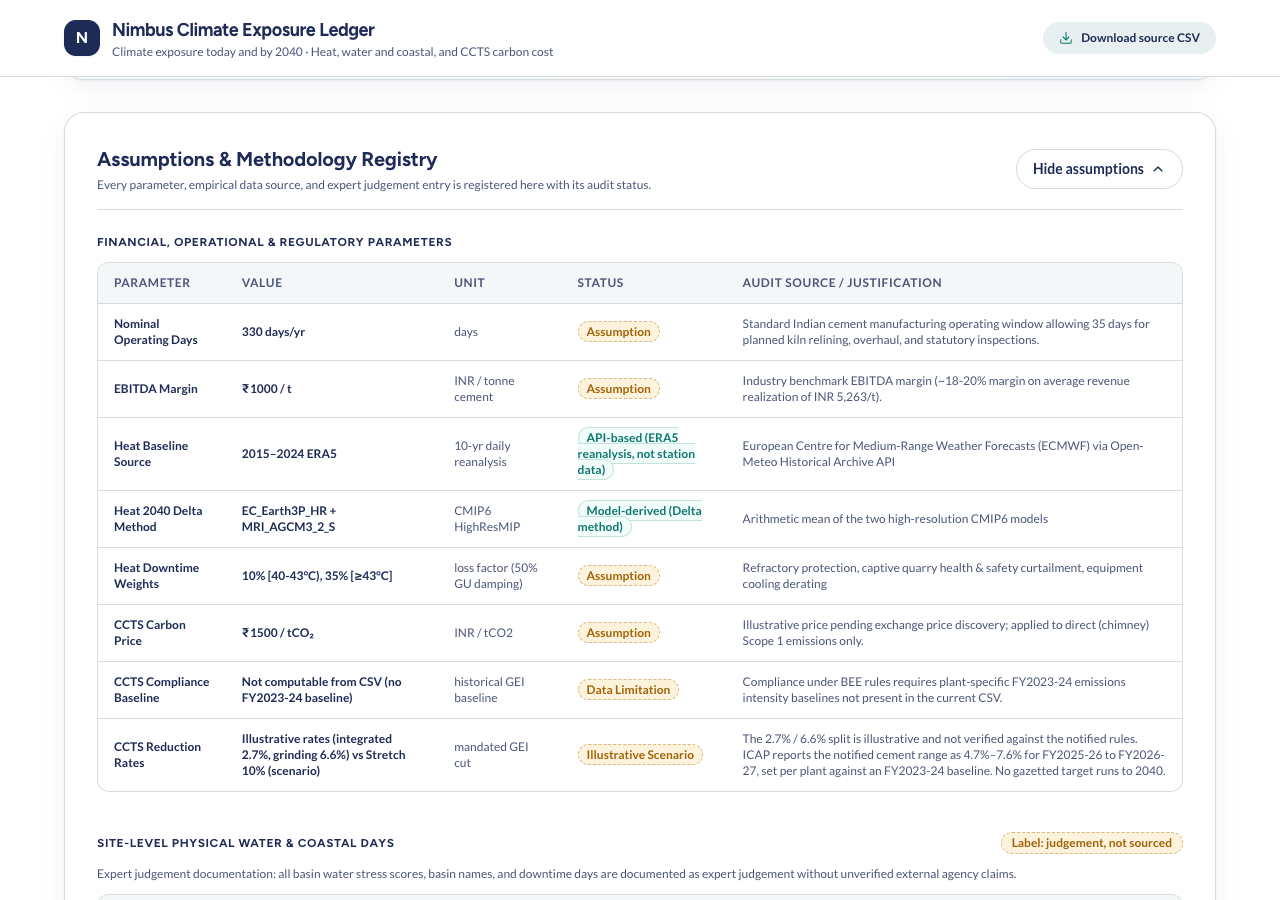 N
Nimbus Climate Exposure Ledger
Climate exposure today and by 2040 · Heat, water and coastal, and CCTS carbon cost
Download source CSV
Assumptions & Methodology Registry
Every parameter, empirical data source, and expert judgement entry is registered here with its audit status.
Hide assumptions
FINANCIAL, OPERATIONAL & REGULATORY PARAMETERS
PARAMETER VALUE UNIT STATUS AUDIT SOURCE / JUSTIFICATION
Nominal
Operating Days
330 days/yr
days
Assumption
Standard Indian cement manufacturing operating window allowing 35 days for
planned kiln relining, overhaul, and statutory inspections.
EBITDA Margin
₹1000 / t
INR / tonne
cement
Assumption
Industry benchmark EBITDA margin (~18-20% margin on average revenue
realization of INR 5,263/t).
Heat Baseline
Source
2015–2024 ERA5
10-yr daily
reanalysis
API-based (ERA5
reanalysis, not station
data)
European Centre for Medium-Range Weather Forecasts (ECMWF) via Open-
Meteo Historical Archive API
Heat 2040 Delta
Method
EC_Earth3P_HR +
MRI_AGCM3_2_S
CMIP6
HighResMIP
Model-derived (Delta
method)
Arithmetic mean of the two high-resolution CMIP6 models
Heat Downtime
Weights
10% [40-43°C), 35% [≥43°C]
loss factor (50%
GU damping)
Assumption
Refractory protection, captive quarry health & safety curtailment, equipment
cooling derating
CCTS Carbon
Price
₹1500 / tCO₂
INR / tCO2
Assumption
Illustrative price pending exchange price discovery; applied to direct (chimney)
Scope 1 emissions only.
CCTS Compliance
Baseline
Not computable from CSV (no
FY2023-24 baseline)
historical GEI
baseline
Data Limitation
Compliance under BEE rules requires plant-specific FY2023-24 emissions
intensity baselines not present in the current CSV.
CCTS Reduction
Rates
Illustrative rates (integrated
2.7%, grinding 6.6%) vs Stretch
10% (scenario)
mandated GEI
cut
Illustrative Scenario
The 2.7% / 6.6% split is illustrative and not verified against the notified rules.
ICAP reports the notified cement range as 4.7%–7.6% for FY2025-26 to FY2026-
27, set per plant against an FY2023-24 baseline. No gazetted target runs to 2040.
SITE-LEVEL PHYSICAL WATER & COASTAL DAYS
Label: judgement, not sourced
Expert judgement documentation: all basin water stress scores, basin names, and downtime days are documented as expert judgement without unverified external agency claims.